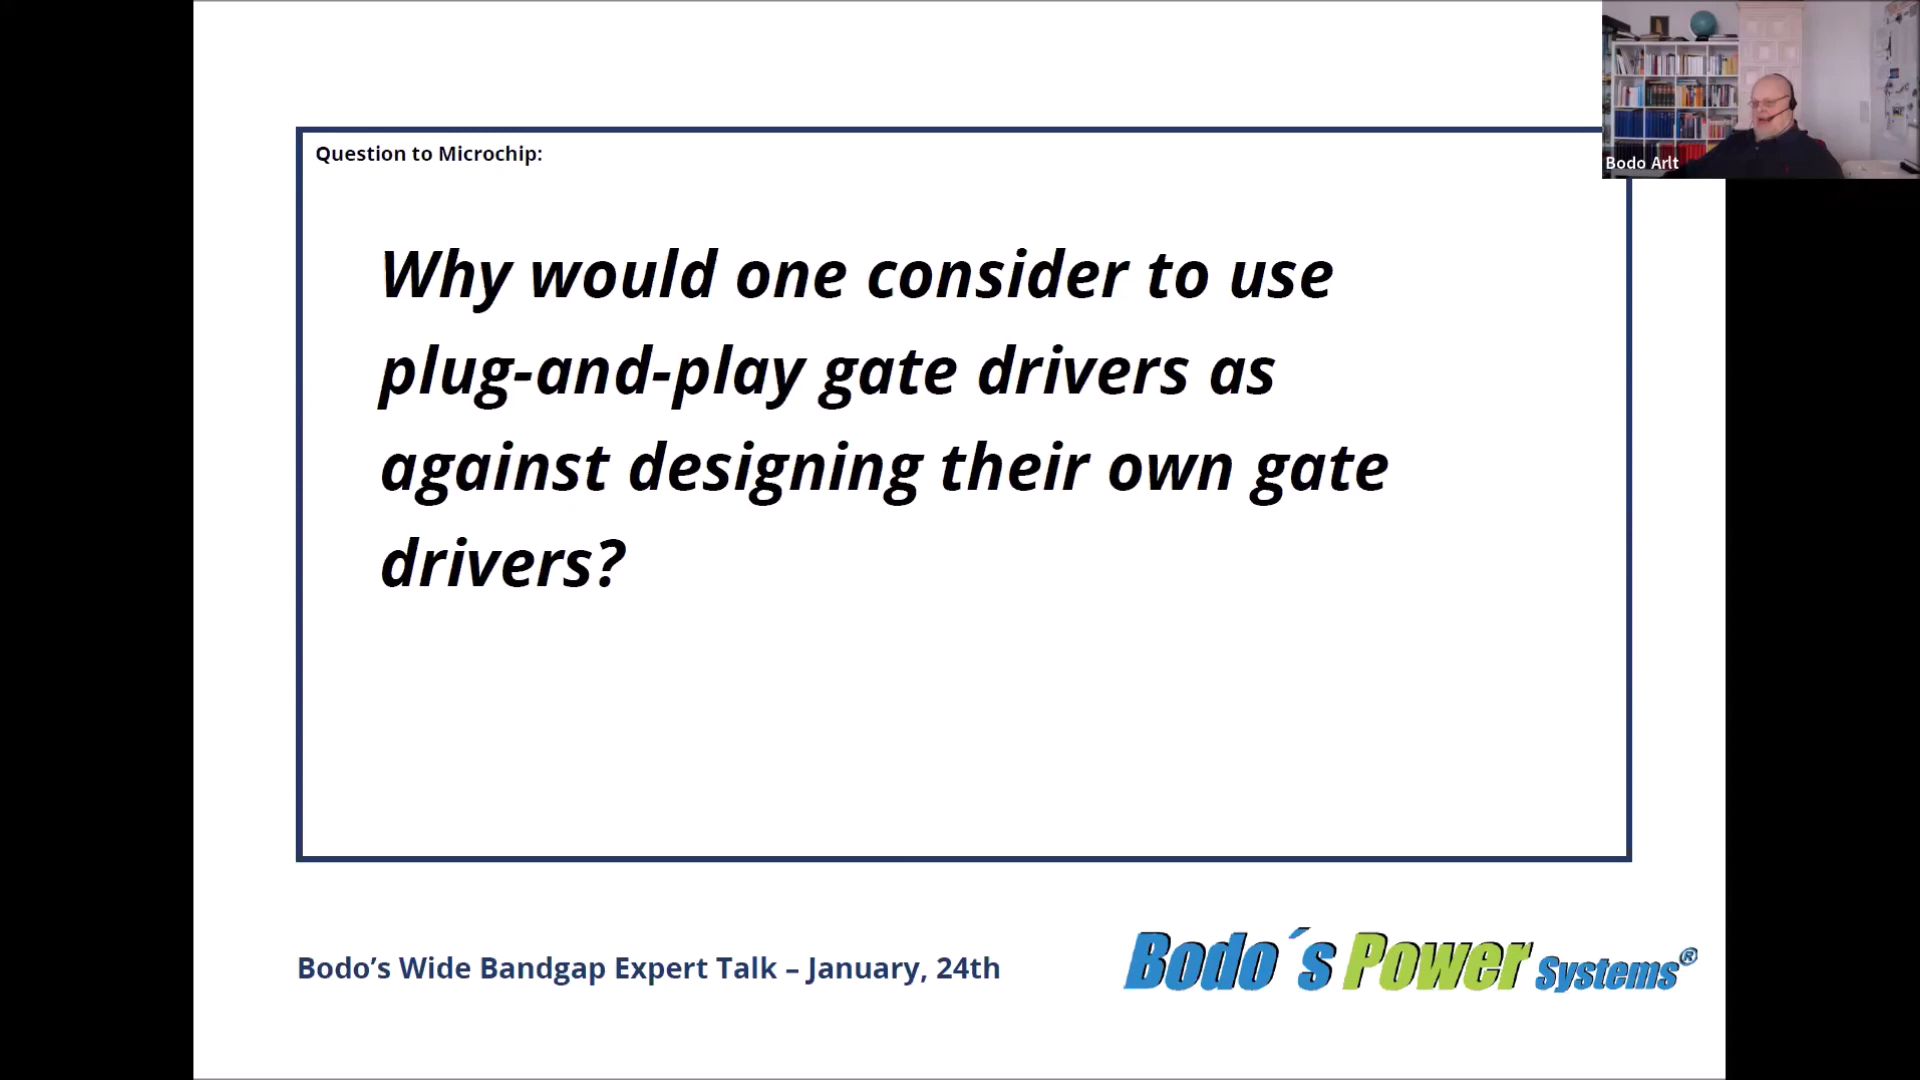 Question to Microchip:
Why would one consider to use
plug-and-play gate drivers as
against designing their own gate
drivers?
Bodo Arlt
Bodo’s Wide Bandgap Expert Talk – January, 24th
Bodo´s Power Systems®